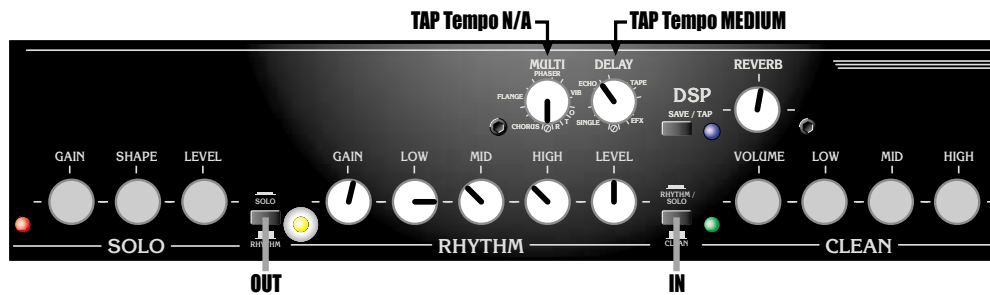 TAP Tempo N/A TAP Tempo MEDIUM
MULTI DELAY REVERB
PHASER
FLANGE VIB ECHO TAPE
CHORUS R T O SINGLE EFX
DSP
SAVE / TAP
GAIN SHAPE LEVEL GAIN LOW MID HIGH LEVEL VOLUME LOW MID HIGH
SOLO RHYTHM / SOLO
RHYTHM CLEAN
SOLO RHYTHM CLEAN
OUT IN